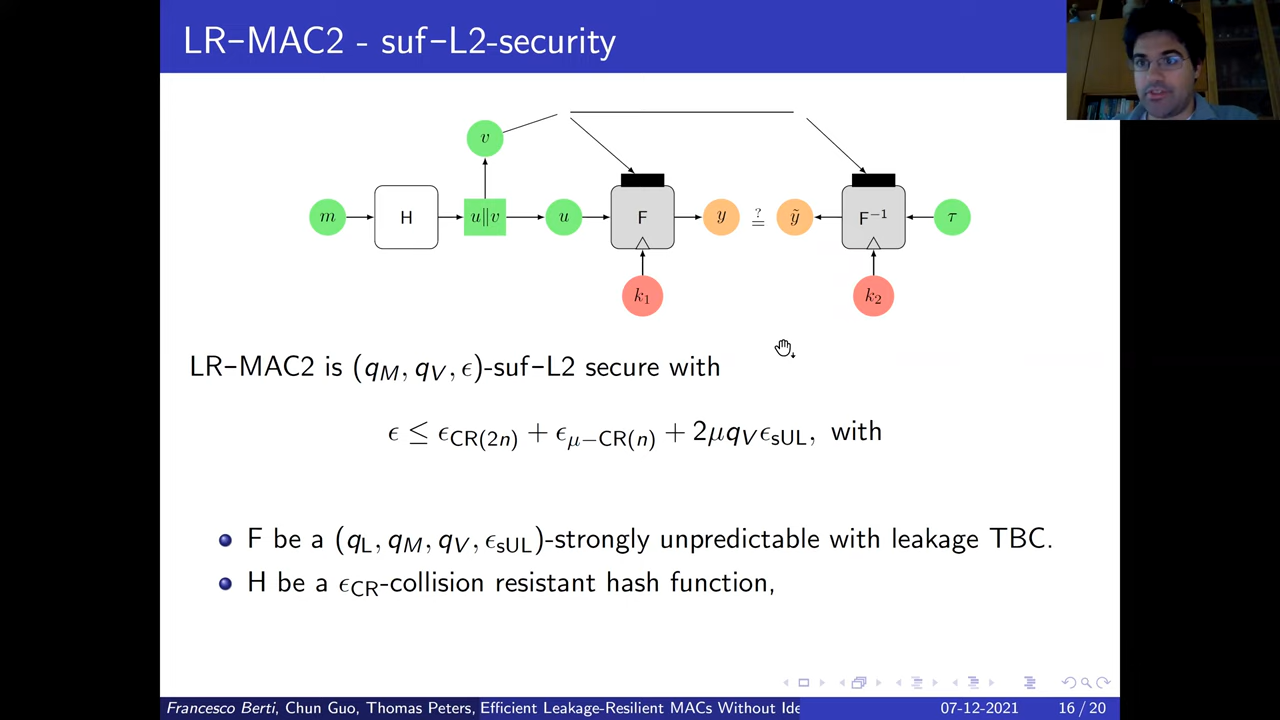 LR−MAC2 - suf−L2-security
v
m H u∥v u F y ≟ ỹ F⁻¹ τ
k₁ k₂
LR−MAC2 is (q_M, q_V, ϵ)-suf−L2 secure with
ϵ ≤ ϵ_CR(2n) + ϵ_μ−CR(n) + 2μq_Vϵ_sUL, with
F be a (q_L, q_M, q_V, ϵ_sUL)-strongly unpredictable with leakage TBC.
H be a ϵ_CR-collision resistant hash function,
Francesco Berti, Chun Guo, Thomas Peters, Efficient Leakage-Resilient MACs Without Ide 07-12-2021 16 / 20